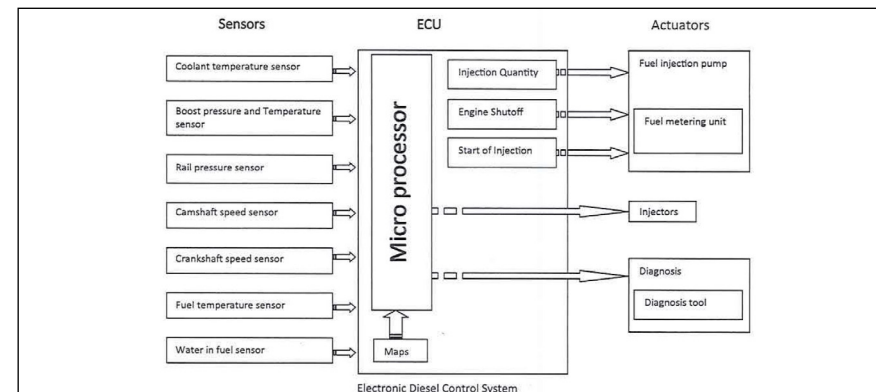 Sensors
ECU
Actuators
Coolant temperature sensor
Boost pressure and Temperature
sensor
Rail pressure sensor
Camshaft speed sensor
Crankshaft speed sensor
Fuel temperature sensor
Water in fuel sensor
Micro processor
Maps
Injection Quantity
Engine Shutoff
Start of Injection
Fuel injection pump
Fuel metering unit
Injectors
Diagnosis
Diagnosis tool
Electronic Diesel Control System